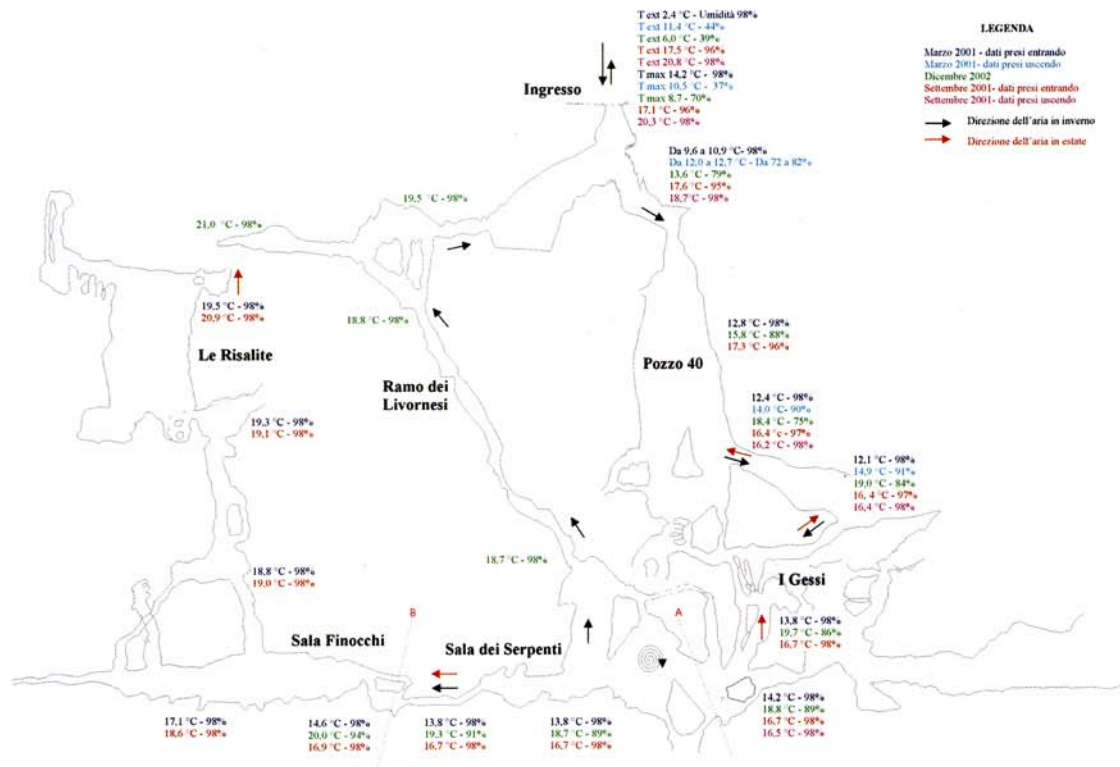 T ext 2,4 °C - Umidità 98%
T ext 11,4 °C - 44%
T ext 6,0 °C - 39%
T ext 17,5 °C - 96%
T ext 20,8 °C - 98%
T max 14,2 °C - 98%
T max 10,5 °C - 37%
T max 8,7 - 70%
17,1 °C - 96%
20,3 °C - 98%
Ingresso
LEGENDA
Marzo 2001 - dati presi entrando
Marzo 2001- dati presi uscendo
Dicembre 2002
Settembre 2001- dati presi entrando
Settembre 2001- dati presi uscendo
Direzione dell'aria in inverno
Direzione dell'aria in estate
Da 9,6 a 10,9 °C- 98%
Da 12,0 a 12,7°C - Da 72 a 82%
13,6 °C - 79%
17,6 °C - 95%
18,7°C - 98%
19,5 °C - 98%
21,0 °C - 98%
19,5 °C - 98%
20,9 °C - 98%
Le Risalite
18,8 °C - 98%
Ramo dei
Livornesi
12,8 °C - 98%
15,8 °C - 88%
17,3 °C - 96%
Pozzo 40
12,4 °C - 98%
14,0 °C - 90%
18,4 °C - 75%
16,4 °c - 97%
16,2 °C - 98%
19,3 °C - 98%
19,1 °C - 98%
12,1 °C - 98%
14,9 °C - 91%
19,0 °C - 84%
16, 4 °C - 97%
16,4 °C - 98%
18,7 °C - 98%
18,8 °C - 98%
19,0 °C - 98%
I Gessi
B
A
13,8 °C - 98%
19,7 °C - 86%
16,7 °C - 98%
Sala Finocchi
Sala dei Serpenti
17,1 °C - 98%
18,6 °C - 98%
14,6 °C - 98%
20,0 °C - 94%
16,9 °C - 98%
13,8 °C - 98%
19,3 °C - 91%
16,7 °C - 98%
13,8 °C - 98%
18,7 °C - 89%
16,7 °C - 98%
14,2 °C - 98%
18,8 °C - 89%
16,7 °C - 98%
16,5 °C - 98%